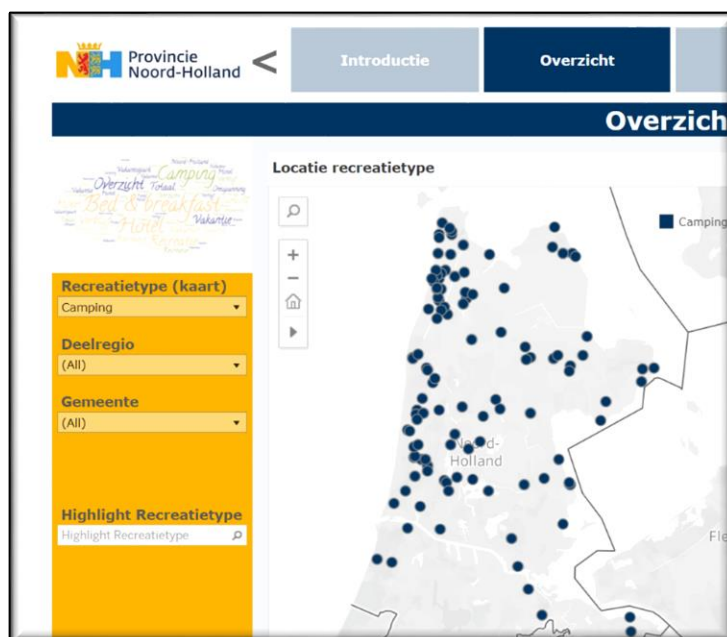 Provincie
Noord-Holland
<
Introductie
Overzicht
Overzich
Camping
Overzicht Totaal
Bed & breakfast
Hotel
Vakantie
Locatie recreatietype
Camping
Recreatietype (kaart)
Camping
Deelregio
(All)
Gemeente
(All)
Highlight Recreatietype
Highlight Recreatietype
Noord-
Holland
Fle